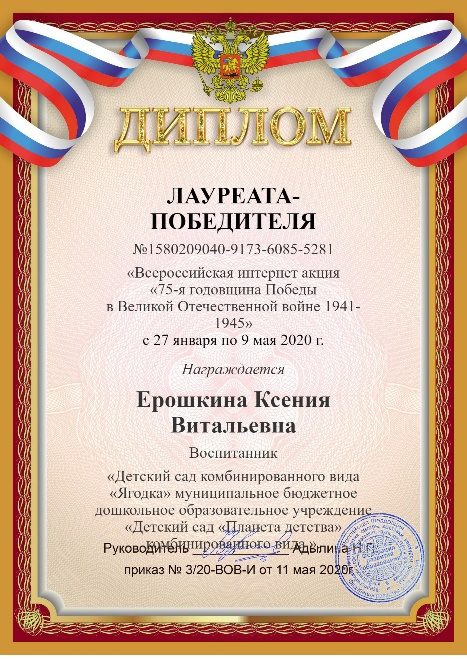 ДИПЛОМ
ЛАУРЕАТА-
ПОБЕДИТЕЛЯ
№1580209040-9173-6085-5281
«Всероссийская интернет акция
«75-я годовщина Победы
в Великой Отечественной войне 1941-
1945»
с 27 января по 9 мая 2020 г.
Награждается
Ерошкина Ксения
Витальевна
Воспитанник
«Детский сад комбинированного вида
«Ягодка» муниципальное бюджетное
дошкольное образовательное учреждение
«Детский сад «Планета детства»
комбинированного вида »
Руководитель Адылина Н.Г.
приказ № 3/20-ВОВ-И от 11 мая 2020г.